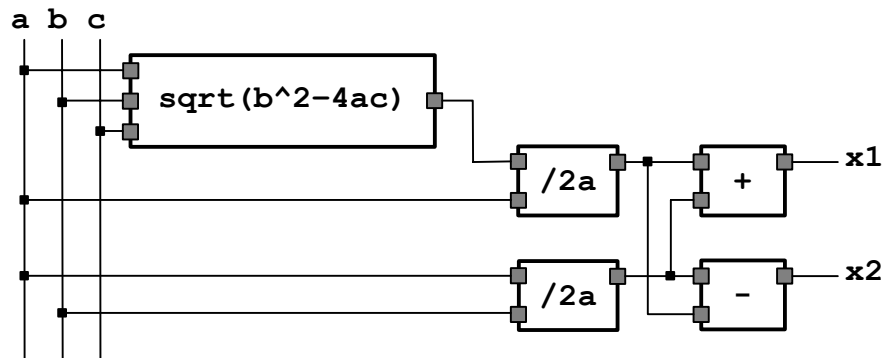 a b c
sqrt(b^2-4ac)
/2a
+
x1
/2a
-
x2